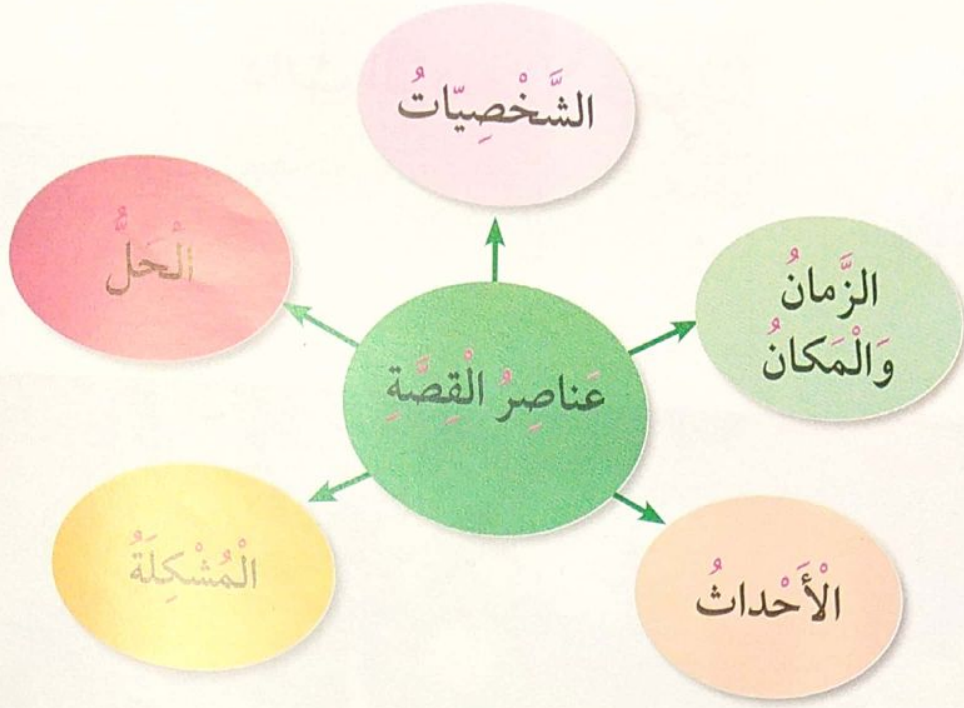 الشَّخْصِيّاتُ
الزَّمانُ
وَالْمَكانُ
الْحَلُّ
عَناصِرُ الْقِصَّةِ
الْمُشْكِلَةُ
الْأَحْداثُ